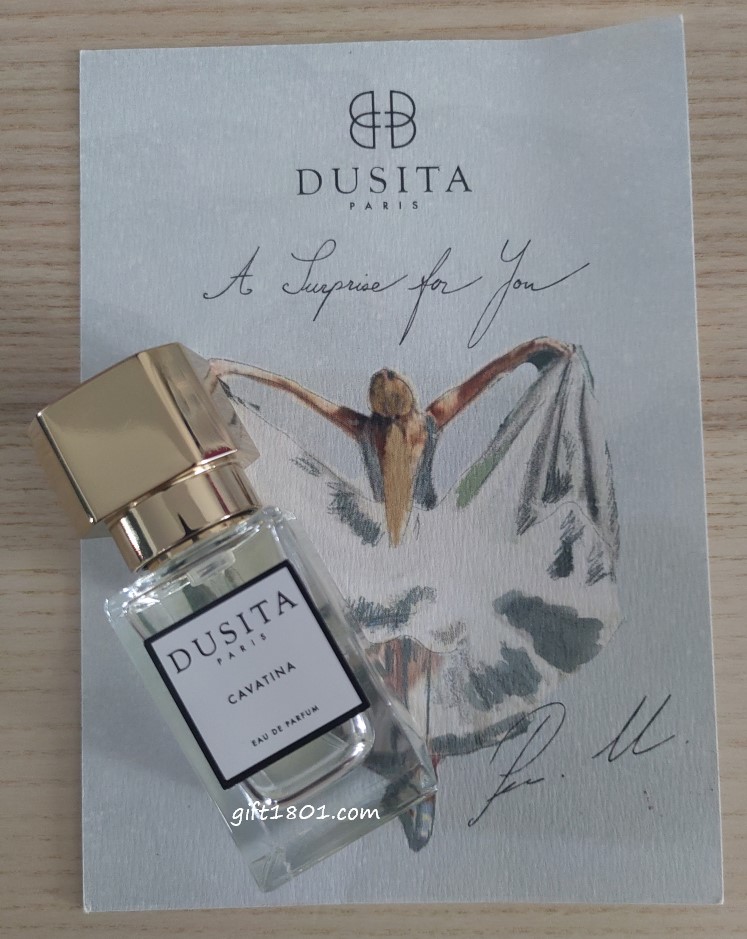 DUSITA
PARIS
A Surprise for You
DUSITA
PARIS
CAVATINA
EAU DE PARFUM
gift1801.com